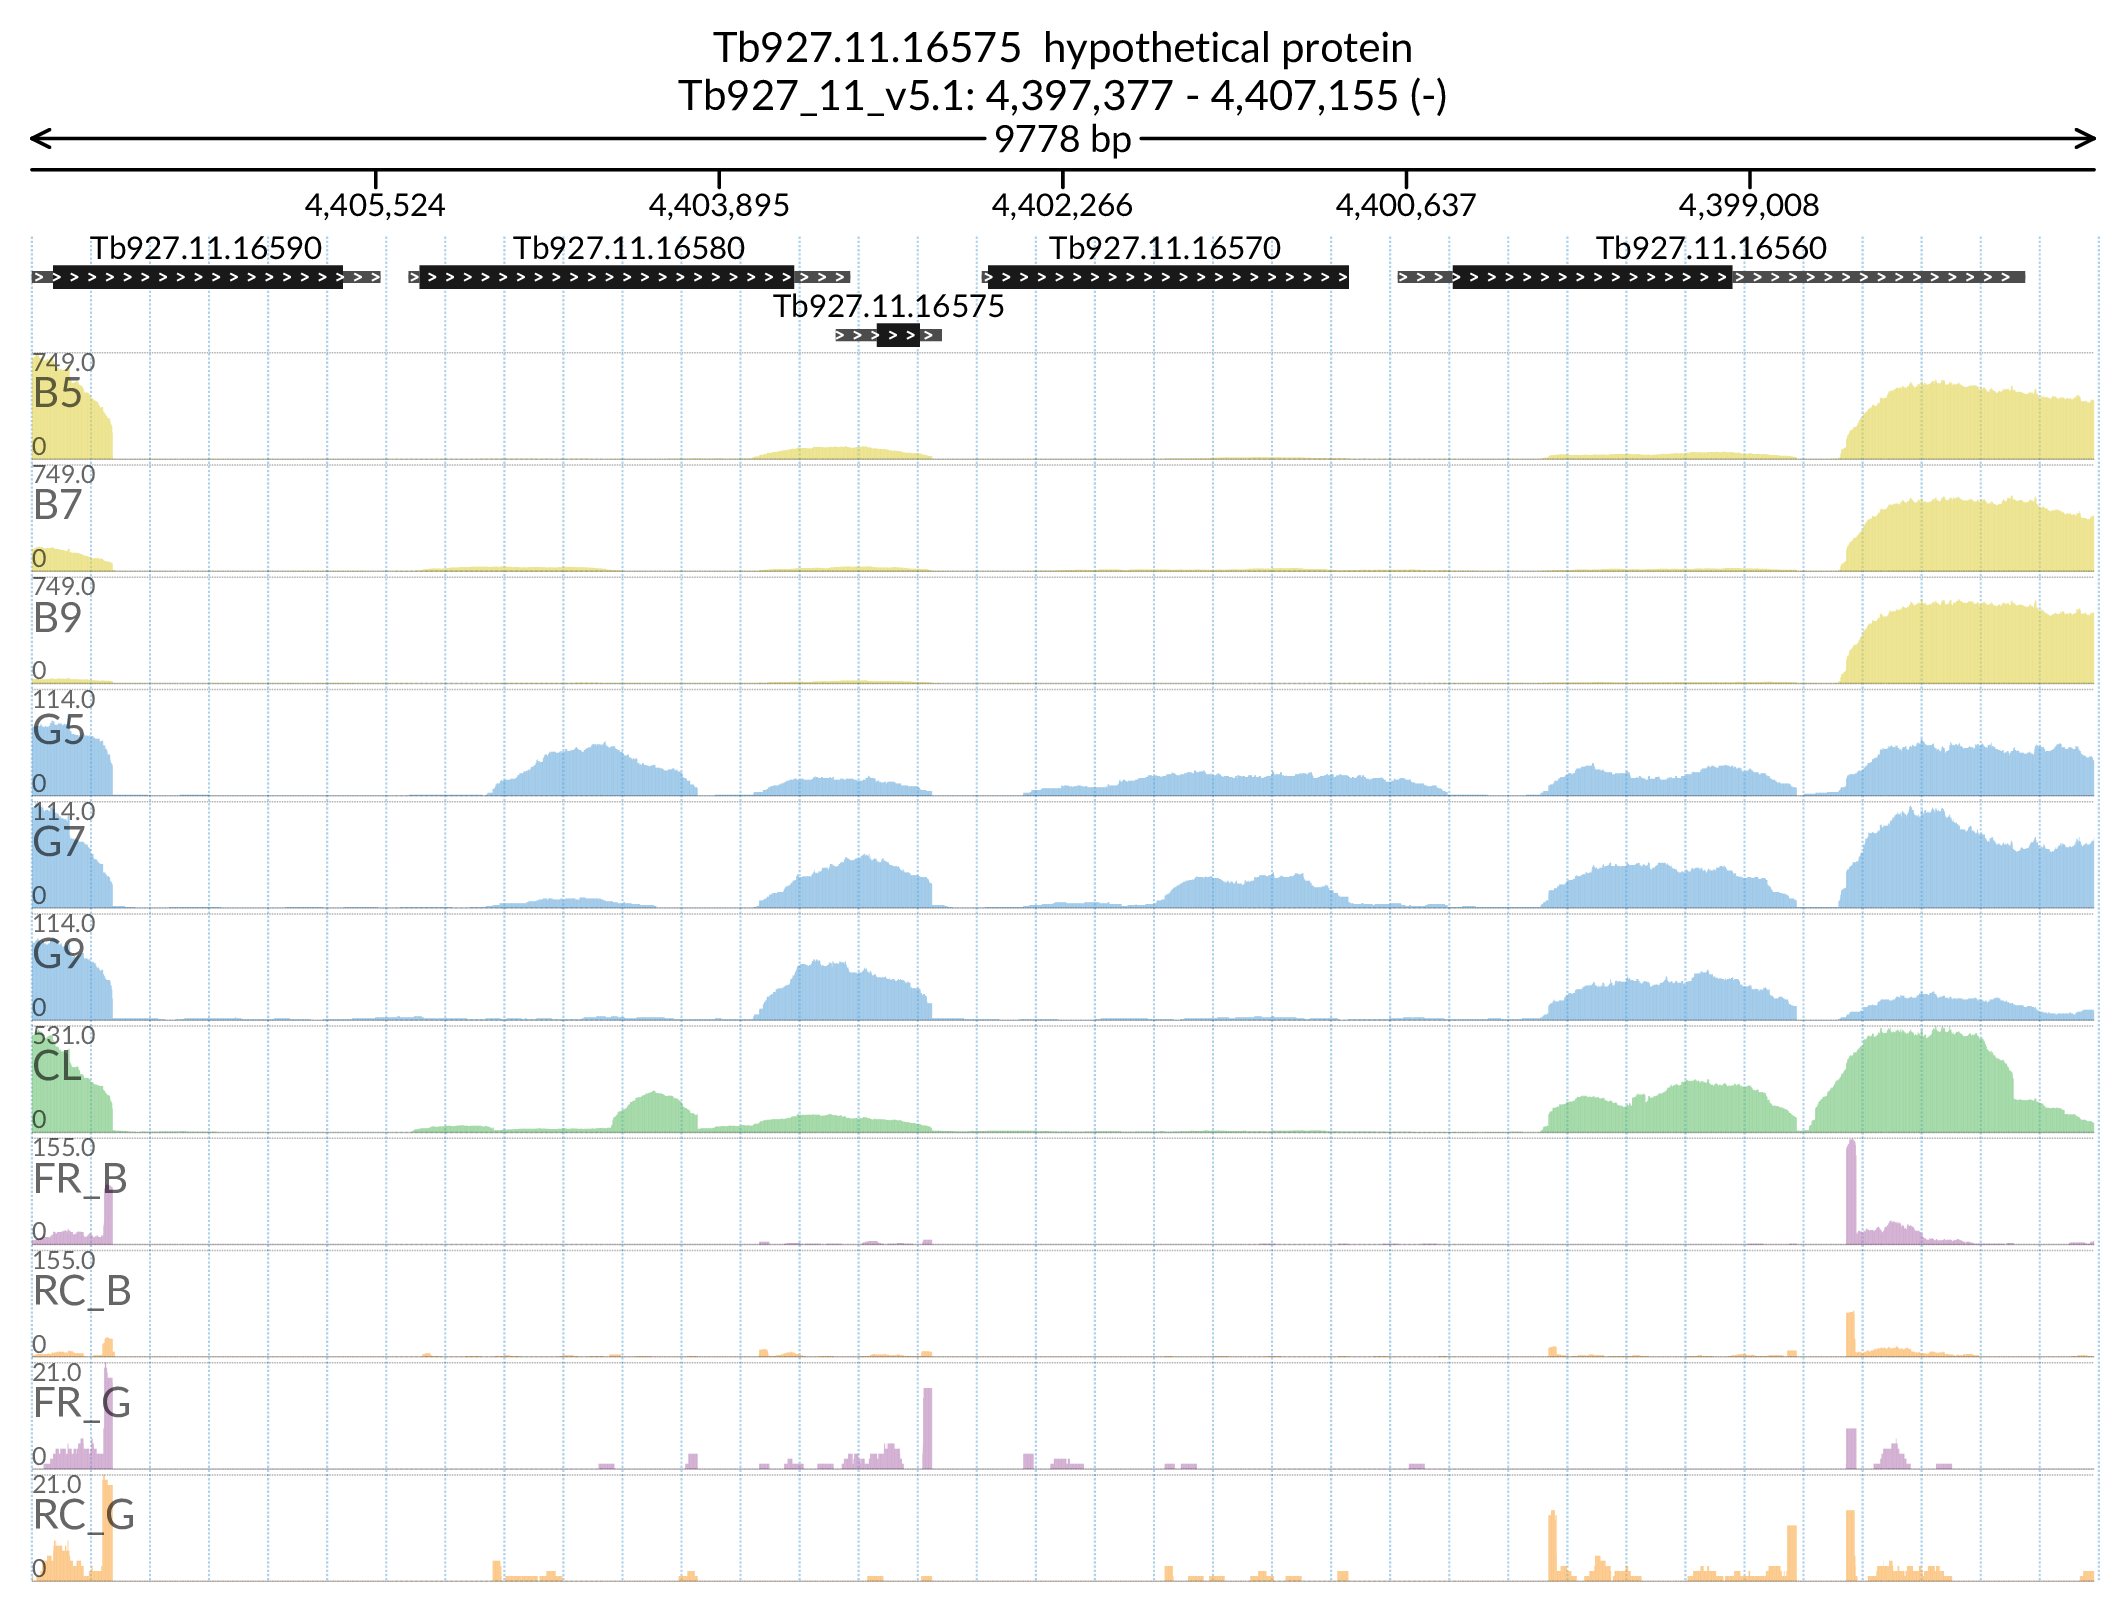 Tb927.11.16575  hypothetical protein
Tb927_11_v5.1: 4,397,377 - 4,407,155 (-)
9778 bp
4,405,524 4,403,895 4,402,266 4,400,637 4,399,008
Tb927.11.16590 Tb927.11.16580 Tb927.11.16570 Tb927.11.16560
Tb927.11.16575
749.0
B5
0
749.0
B7
0
749.0
B9
0
114.0
G5
0
114.0
G7
0
114.0
G9
0
531.0
CL
0
155.0
FR_B
0
155.0
RC_B
0
21.0
FR_G
0
21.0
RC_G
0